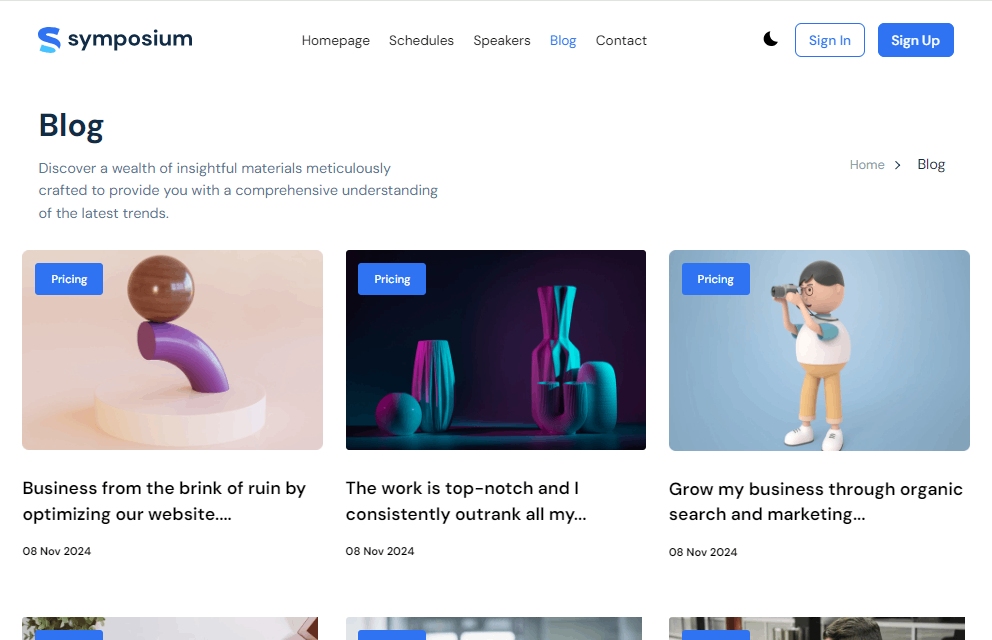 symposium
Homepage Schedules Speakers Blog Contact
Sign In
Sign Up
Blog
Discover a wealth of insightful materials meticulously
crafted to provide you with a comprehensive understanding
of the latest trends.
Home > Blog
Pricing
Pricing
Pricing
Business from the brink of ruin by
optimizing our website....
08 Nov 2024
The work is top-notch and I
consistently outrank all my...
08 Nov 2024
Grow my business through organic
search and marketing...
08 Nov 2024